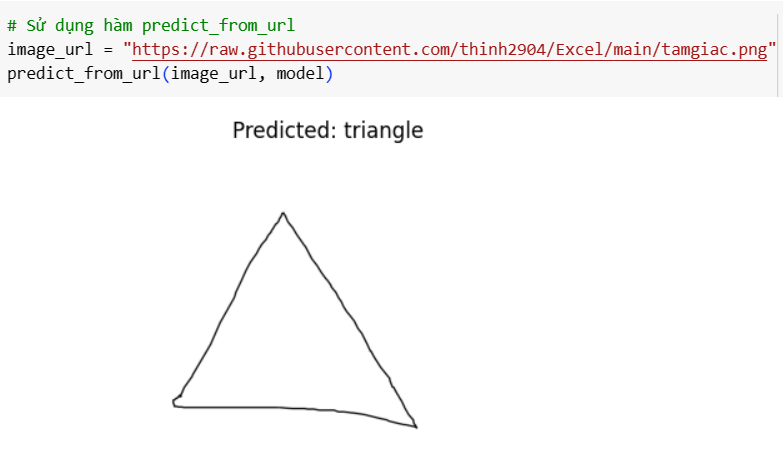 # Sử dụng hàm predict_from_url
image_url = "https://raw.githubusercontent.com/thinh2904/Excel/main/tamgiac.png"
predict_from_url(image_url, model)
Predicted: triangle